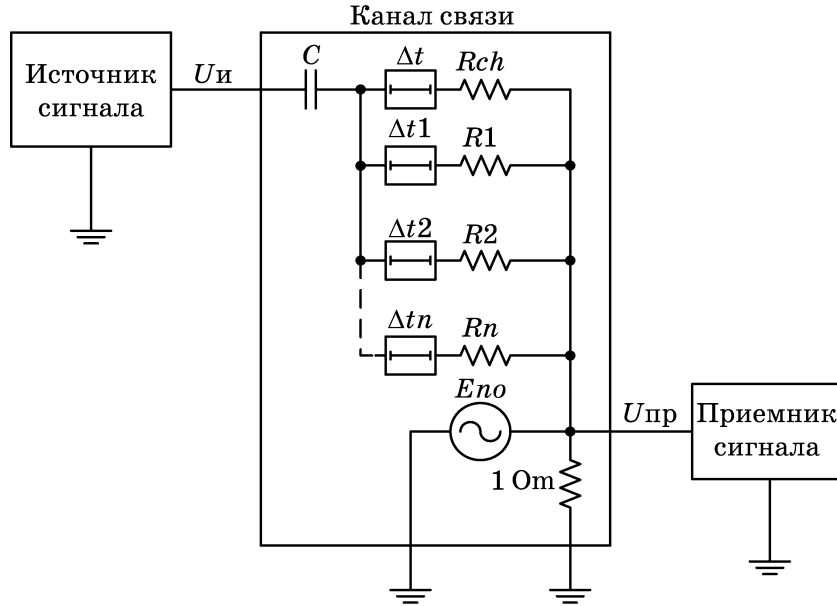 Канал связи
Источник
сигнала
Uи
C
Δt
Rch
Δt1
R1
Δt2
R2
Δtn
Rn
Eno
Uпр
Приемник
сигнала
1 Om